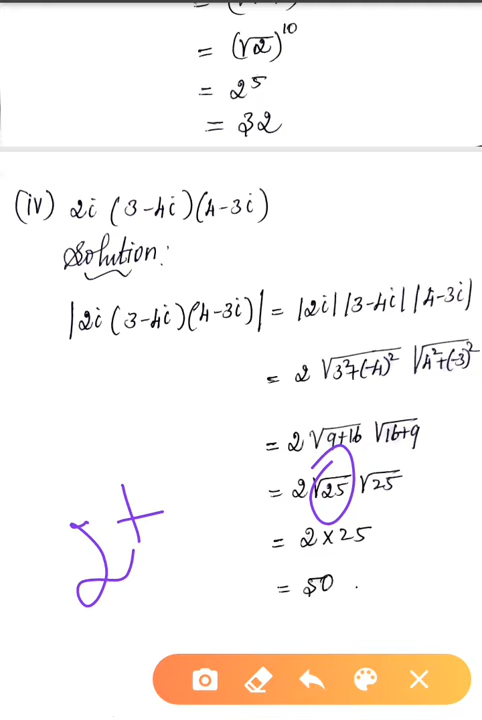 = (√2)^10
= 2^5
= 32
(iv) 2i (3-4i)(4-3i)
Solution:
|2i (3-4i)(4-3i)| = |2i| |3-4i| |4-3i|
= 2 √3²+(-4)² √4²+(-3)²
= 2 √9+16 √16+9
= 2 √25 √25
= 2 × 25
= 50 .